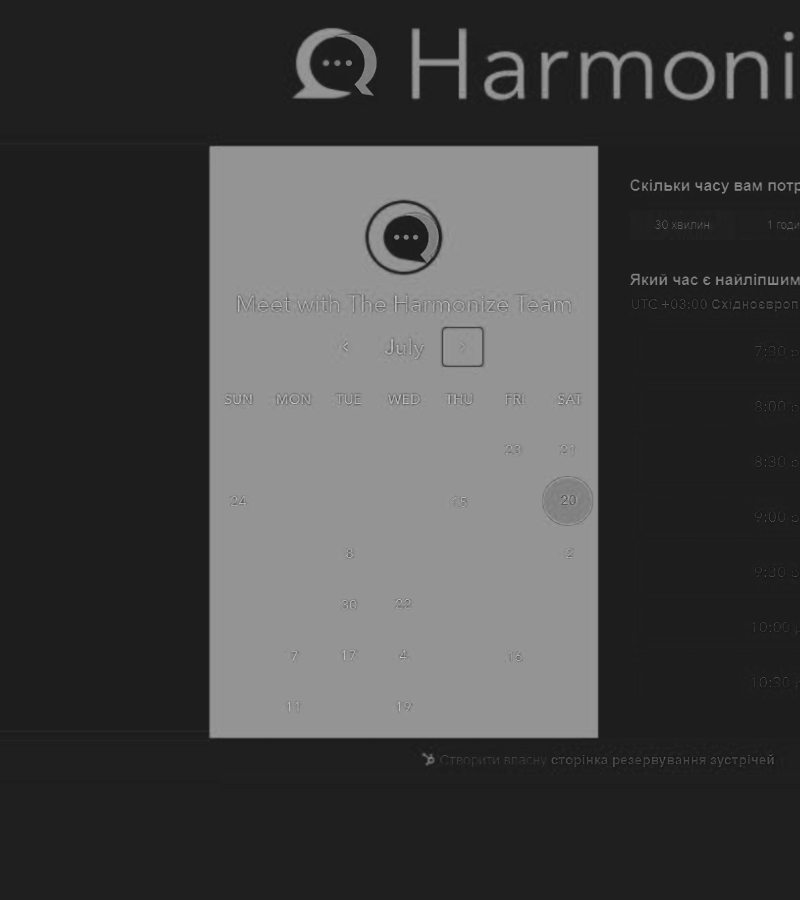 Harmoni
Meet with The Harmonize Team
July
SUN MON TUE WED THU FRI SAT
23 21
24 15 20
8 2
30 22
7 17 4 16
11 19
Скільки часу вам потр
30 хвилин 1 годи
Який час є найліпшим
UTC +03:00 Східноєвроп
7:30
8:00
8:30
9:00
9:30
10:00
10:30
Створити власну сторінка резервування зустрічей